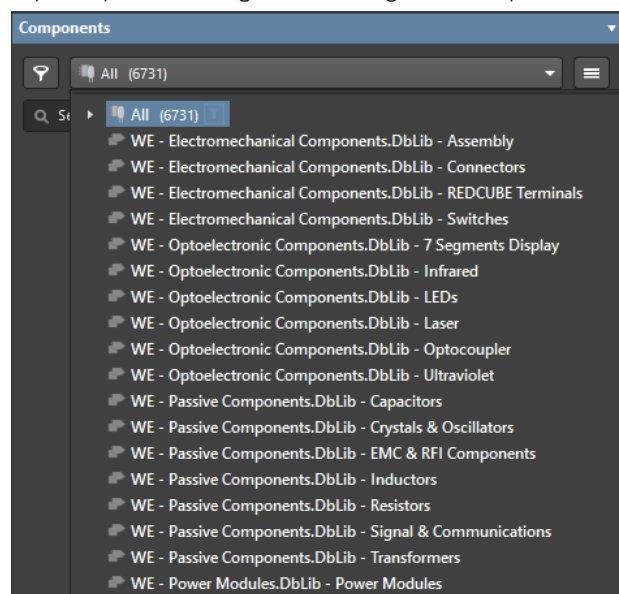 Components
All (6731)
Se
All (6731)
WE - Electromechanical Components.DbLib - Assembly
WE - Electromechanical Components.DbLib - Connectors
WE - Electromechanical Components.DbLib - REDCUBE Terminals
WE - Electromechanical Components.DbLib - Switches
WE - Optoelectronic Components.DbLib - 7 Segments Display
WE - Optoelectronic Components.DbLib - Infrared
WE - Optoelectronic Components.DbLib - LEDs
WE - Optoelectronic Components.DbLib - Laser
WE - Optoelectronic Components.DbLib - Optocoupler
WE - Optoelectronic Components.DbLib - Ultraviolet
WE - Passive Components.DbLib - Capacitors
WE - Passive Components.DbLib - Crystals & Oscillators
WE - Passive Components.DbLib - EMC & RFI Components
WE - Passive Components.DbLib - Inductors
WE - Passive Components.DbLib - Resistors
WE - Passive Components.DbLib - Signal & Communications
WE - Passive Components.DbLib - Transformers
WE - Power Modules.DbLib - Power Modules